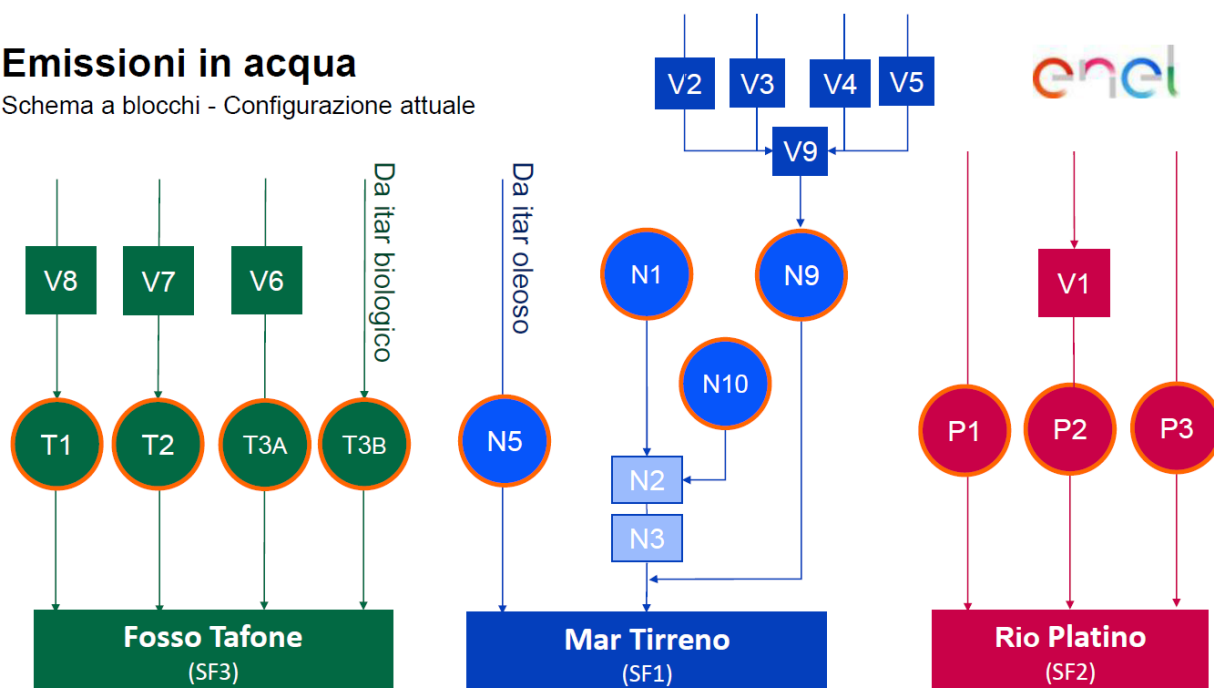 Emissioni in acqua
Schema a blocchi - Configurazione attuale
enel
V2 V3 V4 V5
V9
Da itar biologico
Da itar oleoso
V8 V7 V6
N1 N9
V1
N10
T1 T2 T3A T3B
N5
P1 P2 P3
N2
N3
Fosso Tafone
(SF3)
Mar Tirreno
(SF1)
Rio Platino
(SF2)